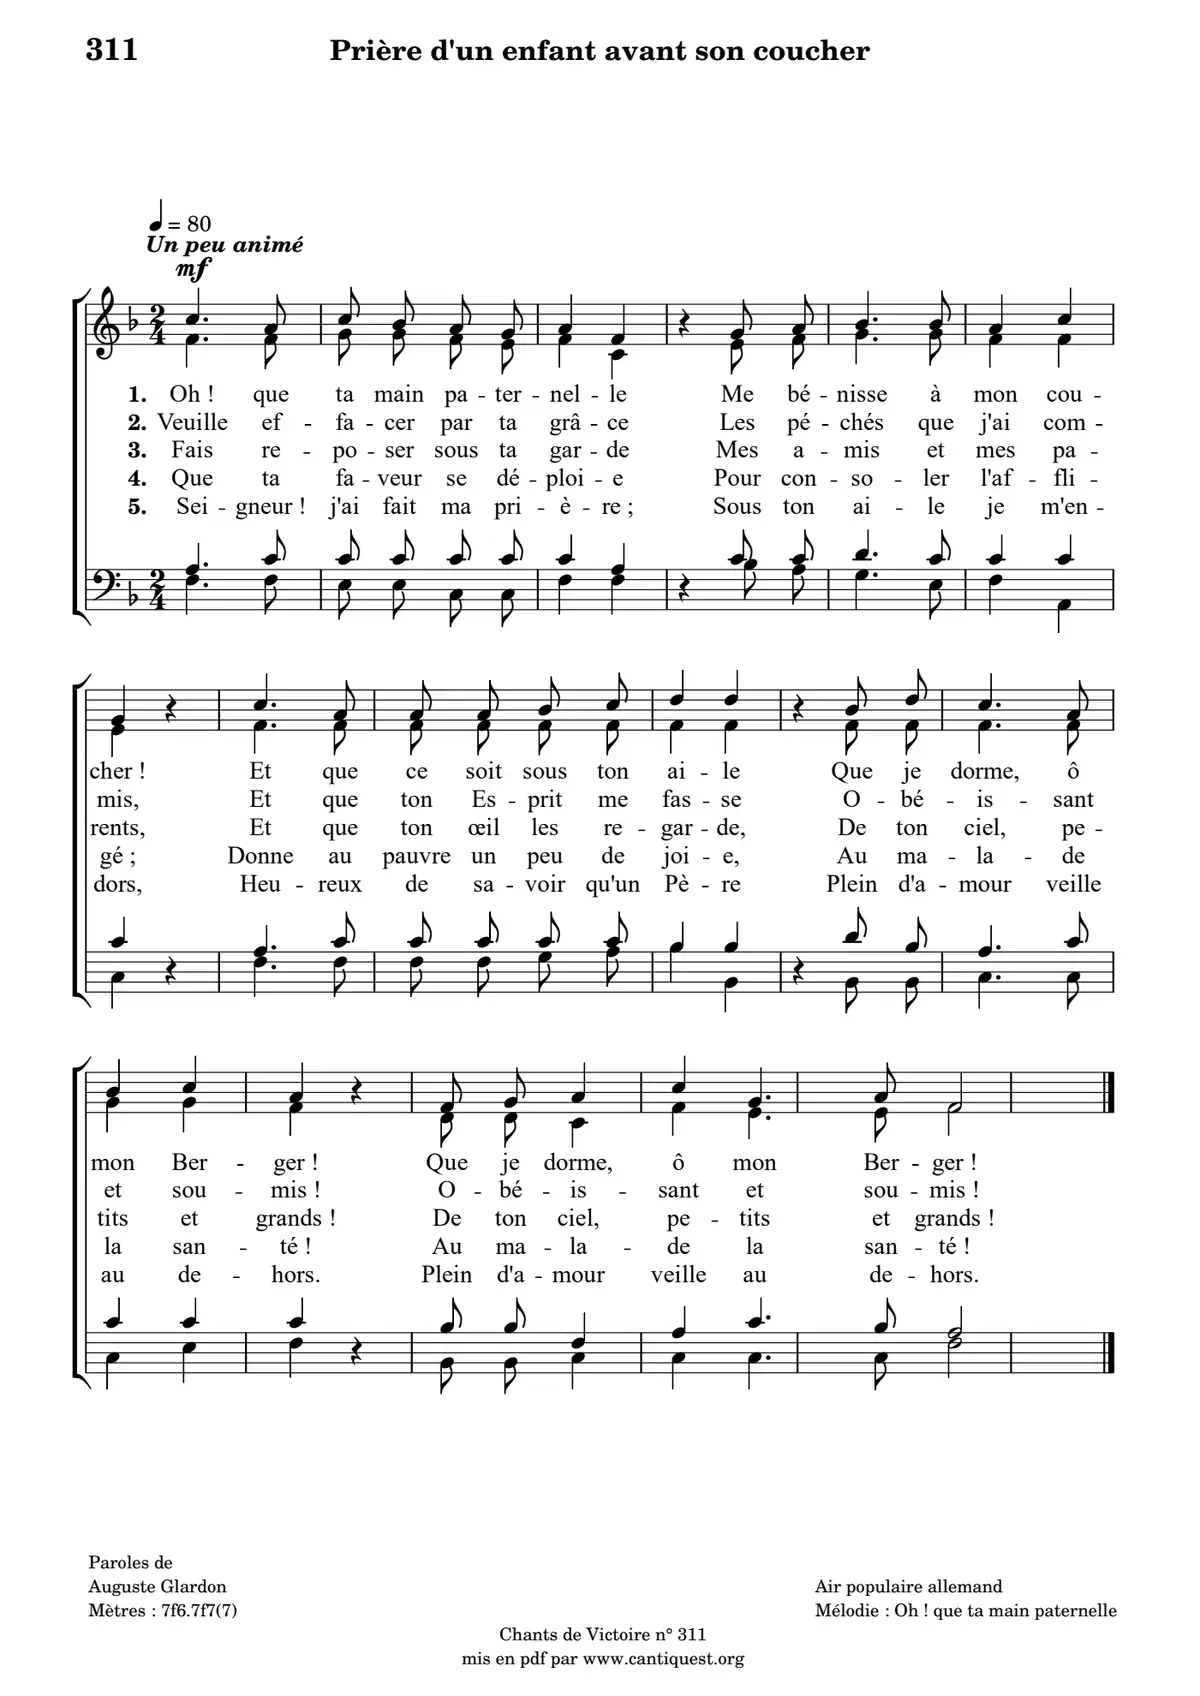 311 Prière d'un enfant avant son coucher
= 80
Un peu animé
mf
2
4
1. Oh ! que ta main pa - ter - nel - le Me bé - nisse à mon cou -
2. Veuille ef - fa - cer par ta grâ - ce Les pé - chés que j'ai com -
3. Fais re - po - ser sous ta gar - de Mes a - mis et mes pa -
4. Que ta fa - veur se dé - ploi - e Pour con - so - ler l'af - fli -
5. Sei - gneur ! j'ai fait ma pri - è - re ; Sous ton ai - le je m'en -
2
4
cher ! Et que ce soit sous ton ai - le Que je dorme, ô
mis, Et que ton Es - prit me fas - se O - bé - is - sant
rents, Et que ton œil les re - gar - de, De ton ciel, pe -
gé ; Donne au pauvre un peu de joi - e, Au ma - la - de
dors, Heu - reux de sa - voir qu'un Pè - re Plein d'a - mour veille
mon Ber - ger ! Que je dorme, ô mon Ber - ger !
et sou - mis ! O - bé - is - sant et sou - mis !
tits et grands ! De ton ciel, pe - tits et grands !
la san - té ! Au ma - la - de la san - té !
au de - hors. Plein d'a - mour veille au de - hors.
Paroles de
Auguste Glardon
Mètres : 7f6.7f7(7)
Air populaire allemand
Mélodie : Oh ! que ta main paternelle
Chants de Victoire n° 311
mis en pdf par www.cantiquest.org